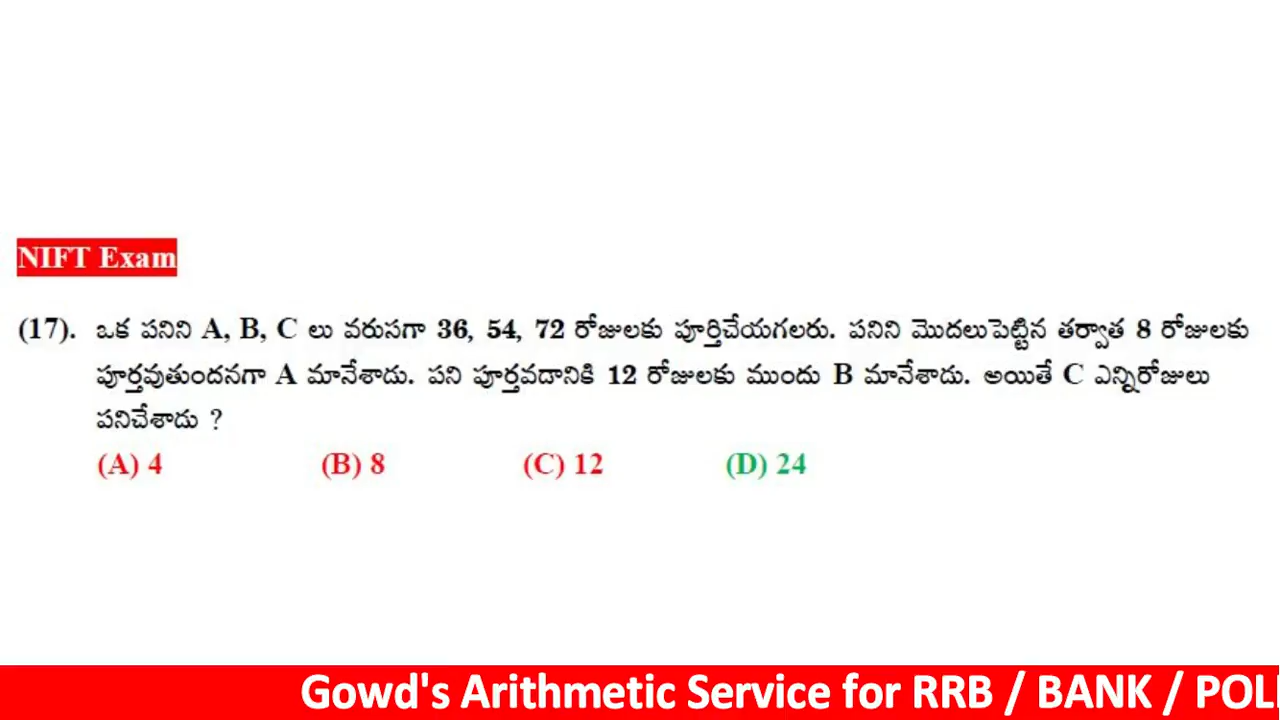 NIFT Exam
(17). ఒక పనిని A, B, C లు వరుసగా 36, 54, 72 రోజులకు పూర్తిచేయగలరు. పనిని మొదలుపెట్టిన తర్వాత 8 రోజులకు
పూర్తవుతుందనగా A మానేశాడు. పని పూర్తవడానికి 12 రోజులకు ముందు B మానేశాడు. అయితే C ఎన్నిరోజులు
పనిచేశాడు ?
(A) 4 (B) 8 (C) 12 (D) 24
Gowd's Arithmetic Service for RRB / BANK / POLI